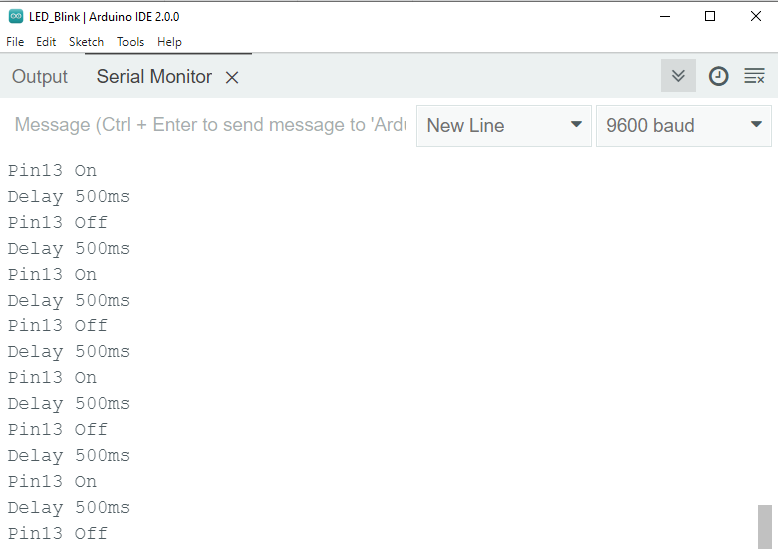 LED_Blink | Arduino IDE 2.0.0
File Edit Sketch Tools Help
Output Serial Monitor
Message (Ctrl + Enter to send message to 'Ardu New Line 9600 baud
Pin13 On
Delay 500ms
Pin13 Off
Delay 500ms
Pin13 On
Delay 500ms
Pin13 Off
Delay 500ms
Pin13 On
Delay 500ms
Pin13 Off
Delay 500ms
Pin13 On
Delay 500ms
Pin13 Off